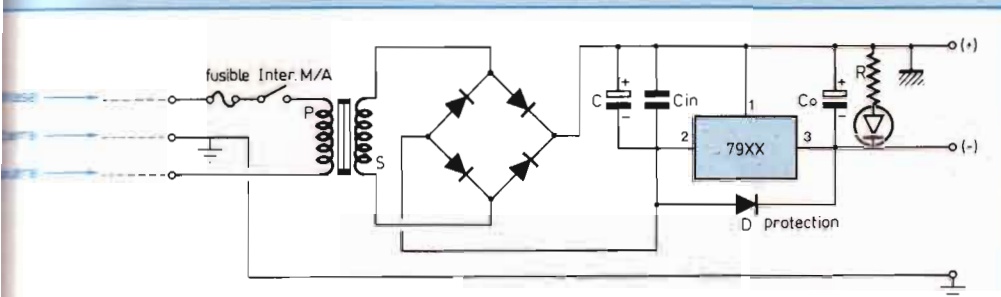 fusible Inter. M/A
P
S
C
+
−
Cin
1
2
79XX
3
Co
+
−
R
(+)
(-)
D protection